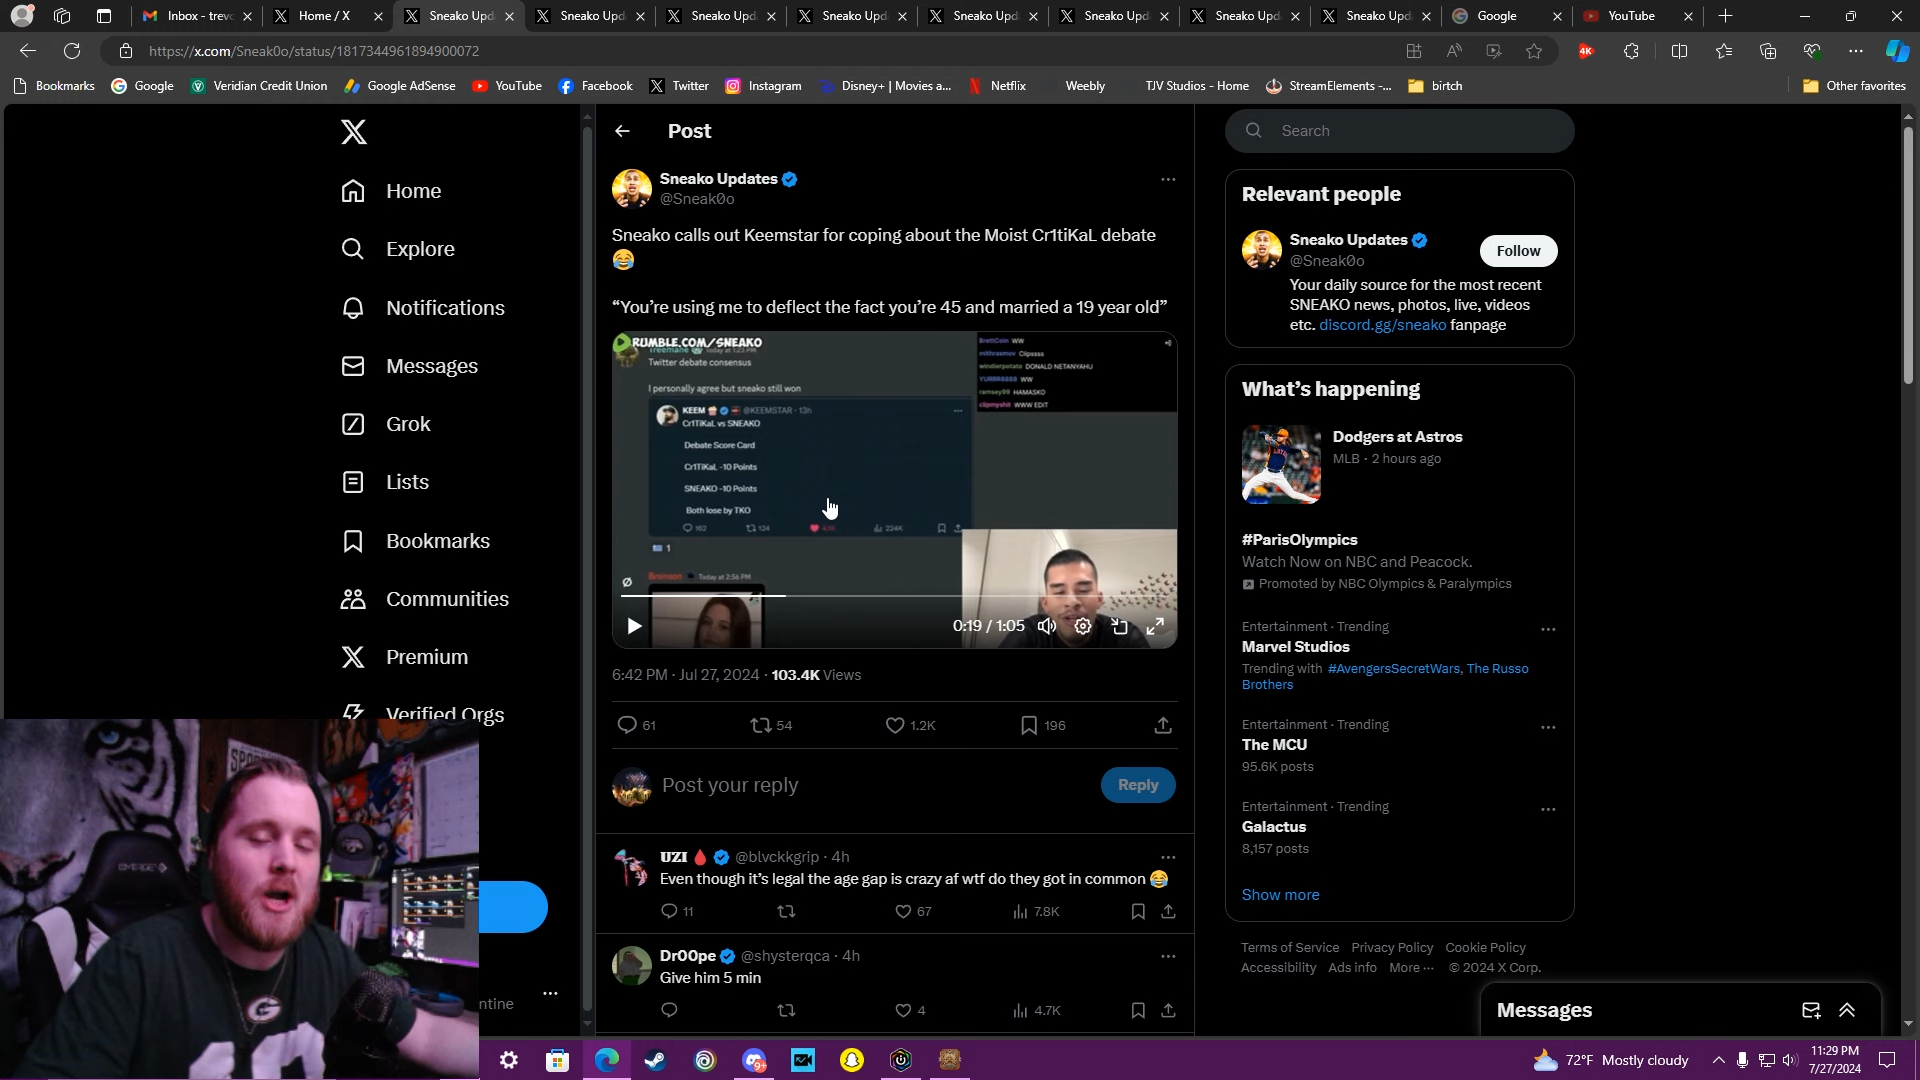 Inbox - trevo
Home / X
Sneako Upd
Sneako Upd
Sneako Upd
Sneako Upd
Sneako Upd
Sneako Upd
Sneako Upd
Sneako Upd
Google
YouTube
https://x.com/Sneak0o/status/1817344961894900072
Bookmarks
Google
Veridian Credit Union
Google AdSense
YouTube
Facebook
Twitter
Instagram
Disney+ | Movies a...
Netflix
Weekly
TJV Studios - Home
StreamElements -...
birtch
Other favorites
Home
Explore
Notifications
Messages
Grok
Lists
Bookmarks
Communities
Premium
Verified Orgs
ntine
Post
Sneako Updates
@Sneak0o
Sneako calls out Keemstar for coping about the Moist Cr1tiKaL debate
😂
“You’re using me to deflect the fact you’re 45 and married a 19 year old”
RUMBLE.COM/SNEAKO
Today at 1:23 PM
Twitter debate consensus
I personally agree but sneako still won
KEEM @KEEMSTAR · 13h
Cr1TiKaL vs SNEAKO
Debate Score Card
Cr1TiKaL -10 Points
SNEAKO -10 Points
Both lose by TKO
162 124 224K
1
Bronson Today at 2:56 PM
BrettCoin WW
mithrasmov Clipssss
windierpotato DONALD NETANYAHU
YURRR8888 WW
ramsey99 HAMASKO
clipmyshit WWW EDIT
0:19 / 1:05
6:42 PM · Jul 27, 2024 · 103.4K Views
61 54 1.2K 196
Post your reply
Reply
UZI 🩸 @blvckkgrip · 4h
Even though it’s legal the age gap is crazy af wtf do they got in common 😂
11 67 7.8K
Dr00pe @shysterqca · 4h
Give him 5 min
4 4.7K
Search
Relevant people
Sneako Updates
@Sneak0o
Follow
Your daily source for the most recent
SNEAKO news, photos, live, videos
etc. discord.gg/sneako fanpage
What’s happening
Dodgers at Astros
MLB · 2 hours ago
#ParisOlympics
Watch Now on NBC and Peacock.
Promoted by NBC Olympics & Paralympics
Entertainment · Trending
Marvel Studios
Trending with #AvengersSecretWars, The Russo
Brothers
Entertainment · Trending
The MCU
95.6K posts
Entertainment · Trending
Galactus
8,157 posts
Show more
Terms of Service Privacy Policy Cookie Policy
Accessibility Ads info More ··· © 2024 X Corp.
Messages
72°F Mostly cloudy
11:29 PM
7/27/2024